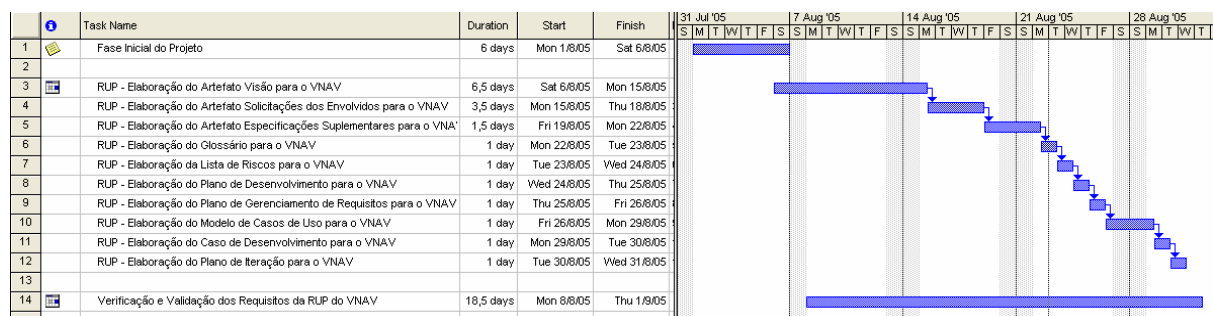 Task Name Duration Start Finish 31 Jul '05 7 Aug '05 14 Aug '05 21 Aug '05 28 Aug '05
S M T W T F S S M T W T F S S M T W T F S S M T W T F S S M T W T
1 Fase Inicial do Projeto 6 days Mon 1/8/05 Sat 6/8/05
2
3 RUP - Elaboração do Artefato Visão para o VNAV 6,5 days Sat 6/8/05 Mon 15/8/05
4 RUP - Elaboração do Artefato Solicitações dos Envolvidos para o VNAV 3,5 days Mon 15/8/05 Thu 18/8/05
5 RUP - Elaboração do Artefato Especificações Suplementares para o VNA 1,5 days Fri 19/8/05 Mon 22/8/05
6 RUP - Elaboração do Glossário para o VNAV 1 day Mon 22/8/05 Tue 23/8/05
7 RUP - Elaboração da Lista de Riscos para o VNAV 1 day Tue 23/8/05 Wed 24/8/05
8 RUP - Elaboração do Plano de Desenvolvimento para o VNAV 1 day Wed 24/8/05 Thu 25/8/05
9 RUP - Elaboração do Plano de Gerenciamento de Requisitos para o VNAV 1 day Thu 25/8/05 Fri 26/8/05
10 RUP - Elaboração do Modelo de Casos de Uso para o VNAV 1 day Fri 26/8/05 Mon 29/8/05
11 RUP - Elaboração do Caso de Desenvolvimento para o VNAV 1 day Mon 29/8/05 Tue 30/8/05
12 RUP - Elaboração do Plano de Iteração para o VNAV 1 day Tue 30/8/05 Wed 31/8/05
13
14 Verificação e Validação dos Requisitos da RUP do VNAV 18,5 days Mon 8/8/05 Thu 1/9/05